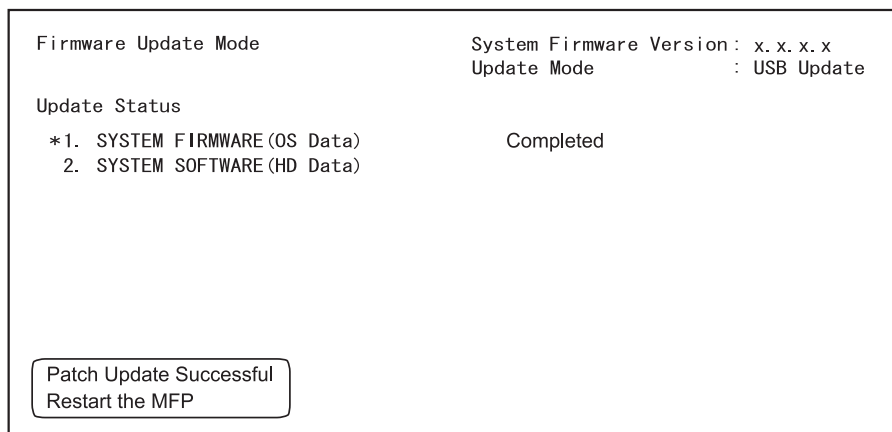 Firmware Update Mode
System Firmware Version : x.x.x.x
Update Mode : USB Update
Update Status
*1. SYSTEM FIRMWARE(OS Data) Completed
2. SYSTEM SOFTWARE(HD Data)
Patch Update Successful
Restart the MFP